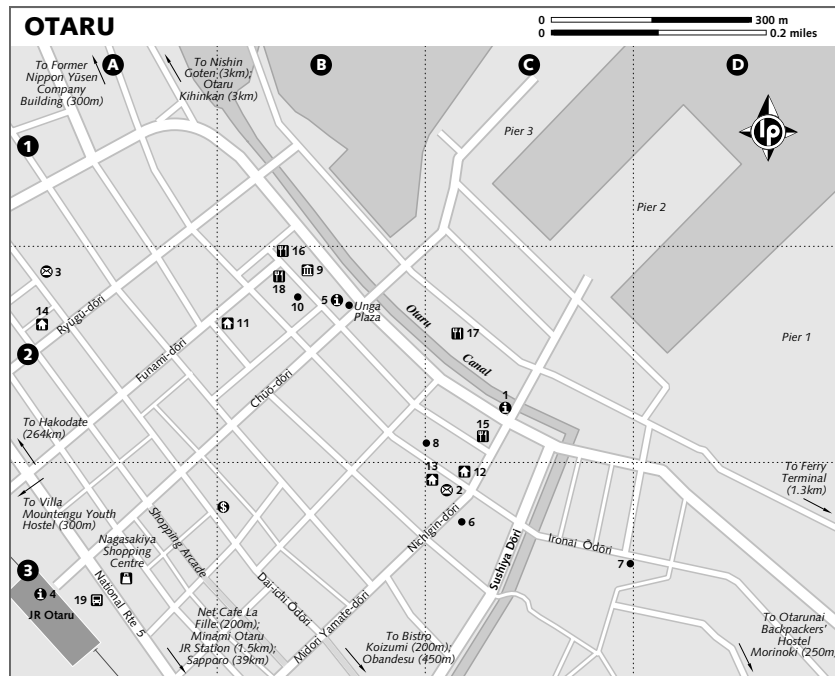 OTARU
0 300 m
0 0.2 miles
A
B
C
D
To Former
Nippon Yūsen
Company
Building (300m)
To Nishin
Goten (3km);
Otaru
Kihinkan (3km)
Pier 3
lp
1
Pier 2
16
3
9
18
5
10
Unga
Plaza
14
11
Ryūgū-dōri
Otaru
Canal
17
Pier 1
2
Funami-dōri
Chūō-dōri
1
To Hakodate
(264km)
15
8
13
12
2
To Ferry
Terminal
(1.3km)
To Villa
Mountengu Youth
Hostel (300m)
$
Shopping Arcade
Nichigin-dōri
6
Sushiya Dōri
Ironai Ōdōri
7
Nagasakiya
Shopping
Centre
3
4
JR Otaru
19
National Rte 5
Dai-ichi Ōdōri
Midori Yamate-dōri
Net Cafe La
Fille (200m);
Minami Otaru
JR Station (1.5km);
Sapporo (39km)
To Bistro
Koizumi (200m);
Obandesu (450m)
To Otarunai
Backpackers'
Hostel
Morinoki (250m)